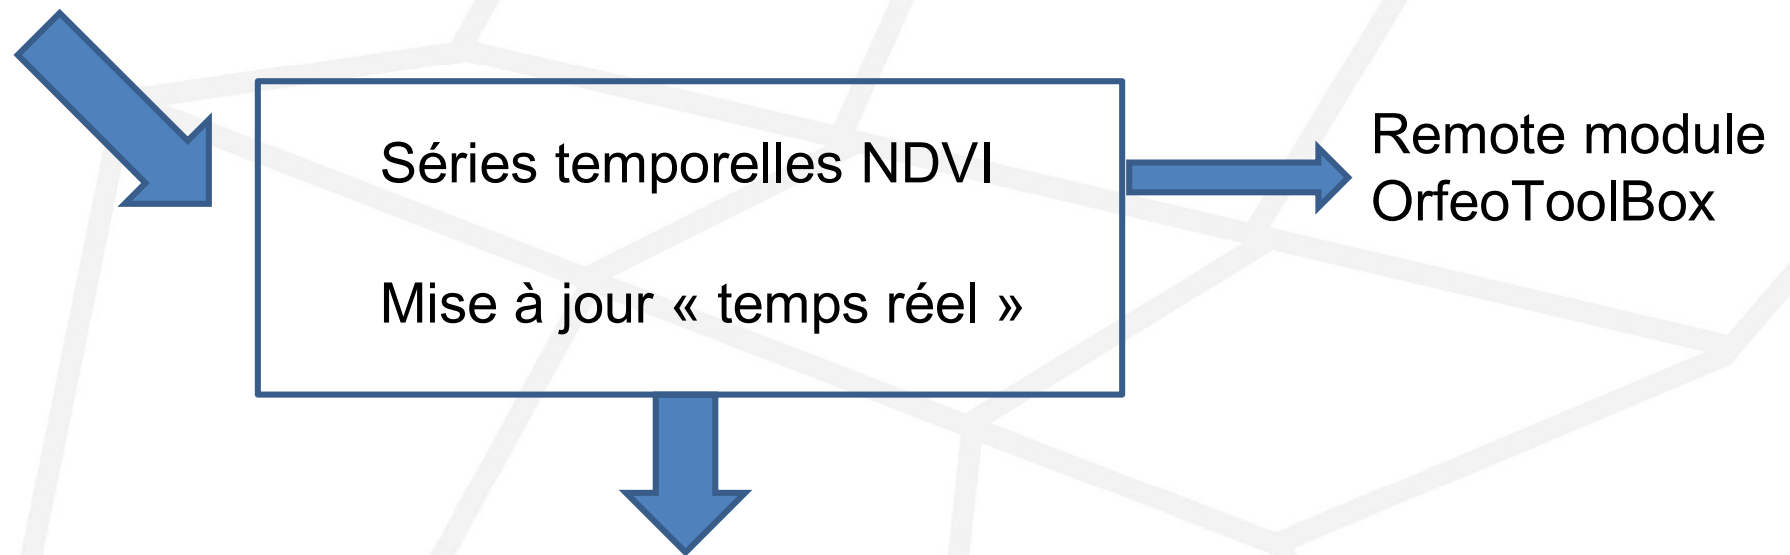 Séries temporelles NDVI
Mise à jour « temps réel »
Remote module
OrfeoToolBox